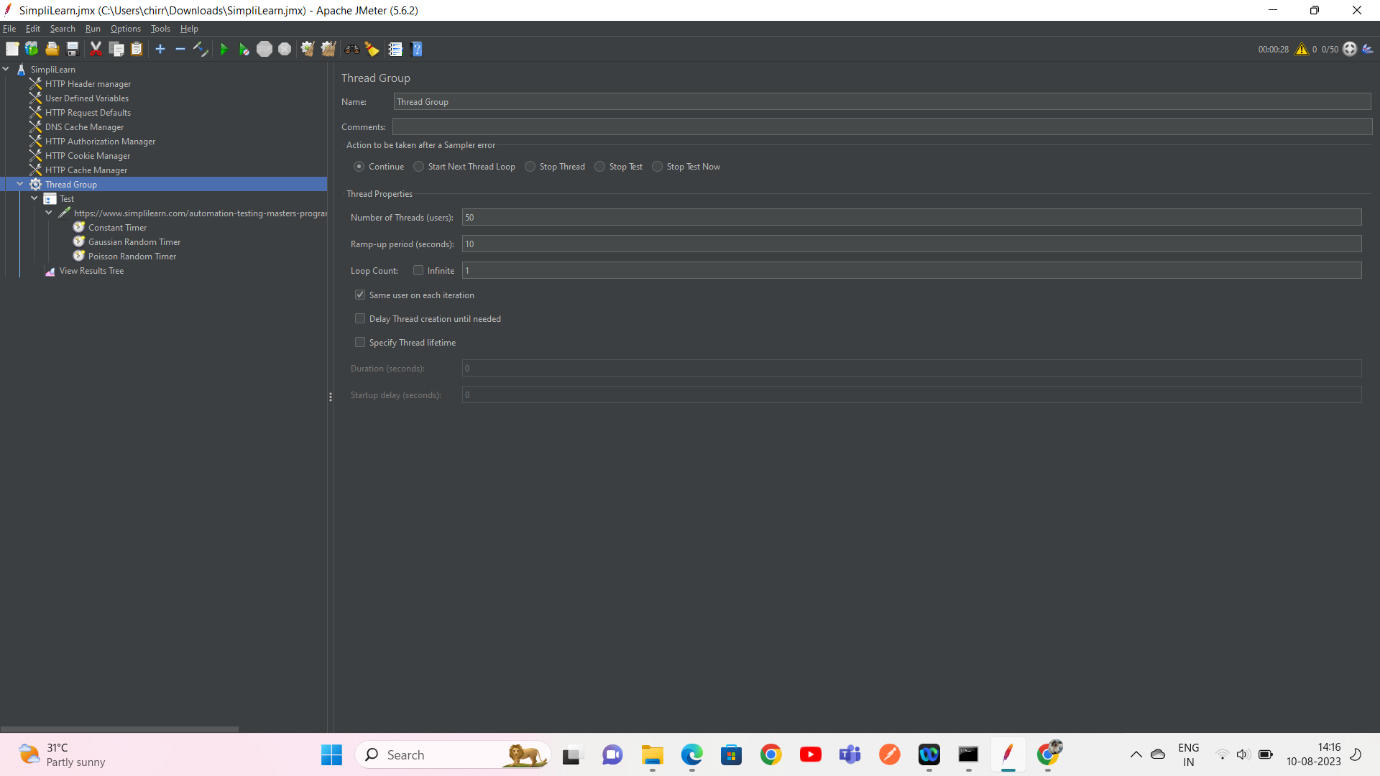 SimpliLearn.jmx (C:\Users\chirr\Downloads\SimpliLearn.jmx) - Apache JMeter (5.6.2)
File Edit Search Run Options Tools Help
00:00:28 0 0/50
SimpliLearn
HTTP Header manager
User Defined Variables
HTTP Request Defaults
DNS Cache Manager
HTTP Authorization Manager
HTTP Cookie Manager
HTTP Cache Manager
Thread Group
Test
https://www.simplilearn.com/automation-testing-masters-progra
Constant Timer
Gaussian Random Timer
Poisson Random Timer
View Results Tree
Thread Group
Name: Thread Group
Comments:
Action to be taken after a Sampler error
Continue Start Next Thread Loop Stop Thread Stop Test Stop Test Now
Thread Properties
Number of Threads (users): 50
Ramp-up period (seconds): 10
Loop Count: Infinite 1
Same user on each iteration
Delay Thread creation until needed
Specify Thread lifetime
Duration (seconds): 0
Startup delay (seconds): 0
31°C
Partly sunny
Search
ENG
IN
14:16
10-08-2023